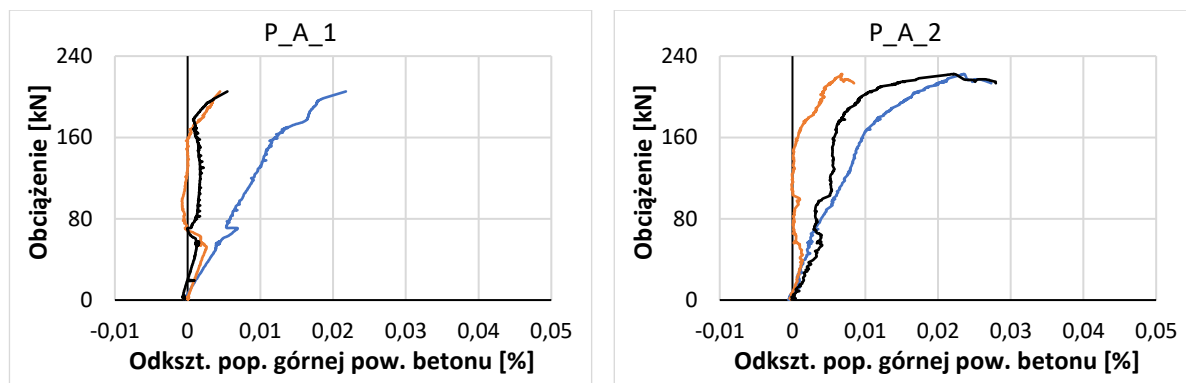 P_A_1
240
160
80
0
-0,01 0 0,01 0,02 0,03 0,04 0,05
Obciążenie [kN]
Odkszt. pop. górnej pow. betonu [%]
P_A_2
240
160
80
0
-0,01 0 0,01 0,02 0,03 0,04 0,05
Obciążenie [kN]
Odkszt. pop. górnej pow. betonu [%]